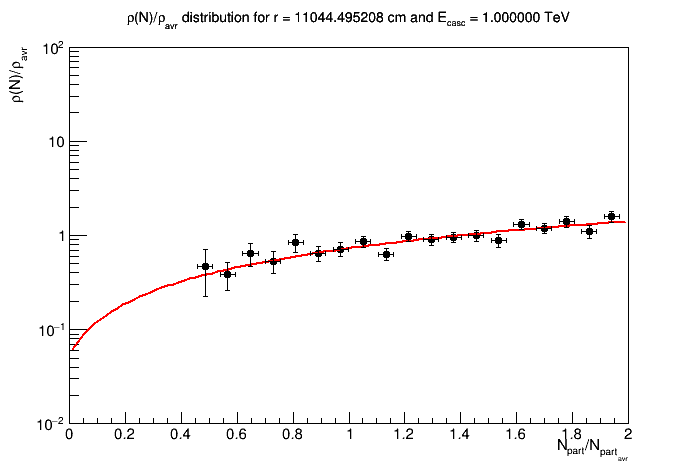 ρ(N)/ρ_avr distribution for r = 11044.495208 cm and E_casc = 1.000000 TeV
ρ(N)/ρ_avr
10²
10
1
10⁻¹
10⁻²
0 0.2 0.4 0.6 0.8 1 1.2 1.4 1.6 1.8 2
N_part/N_part_avr